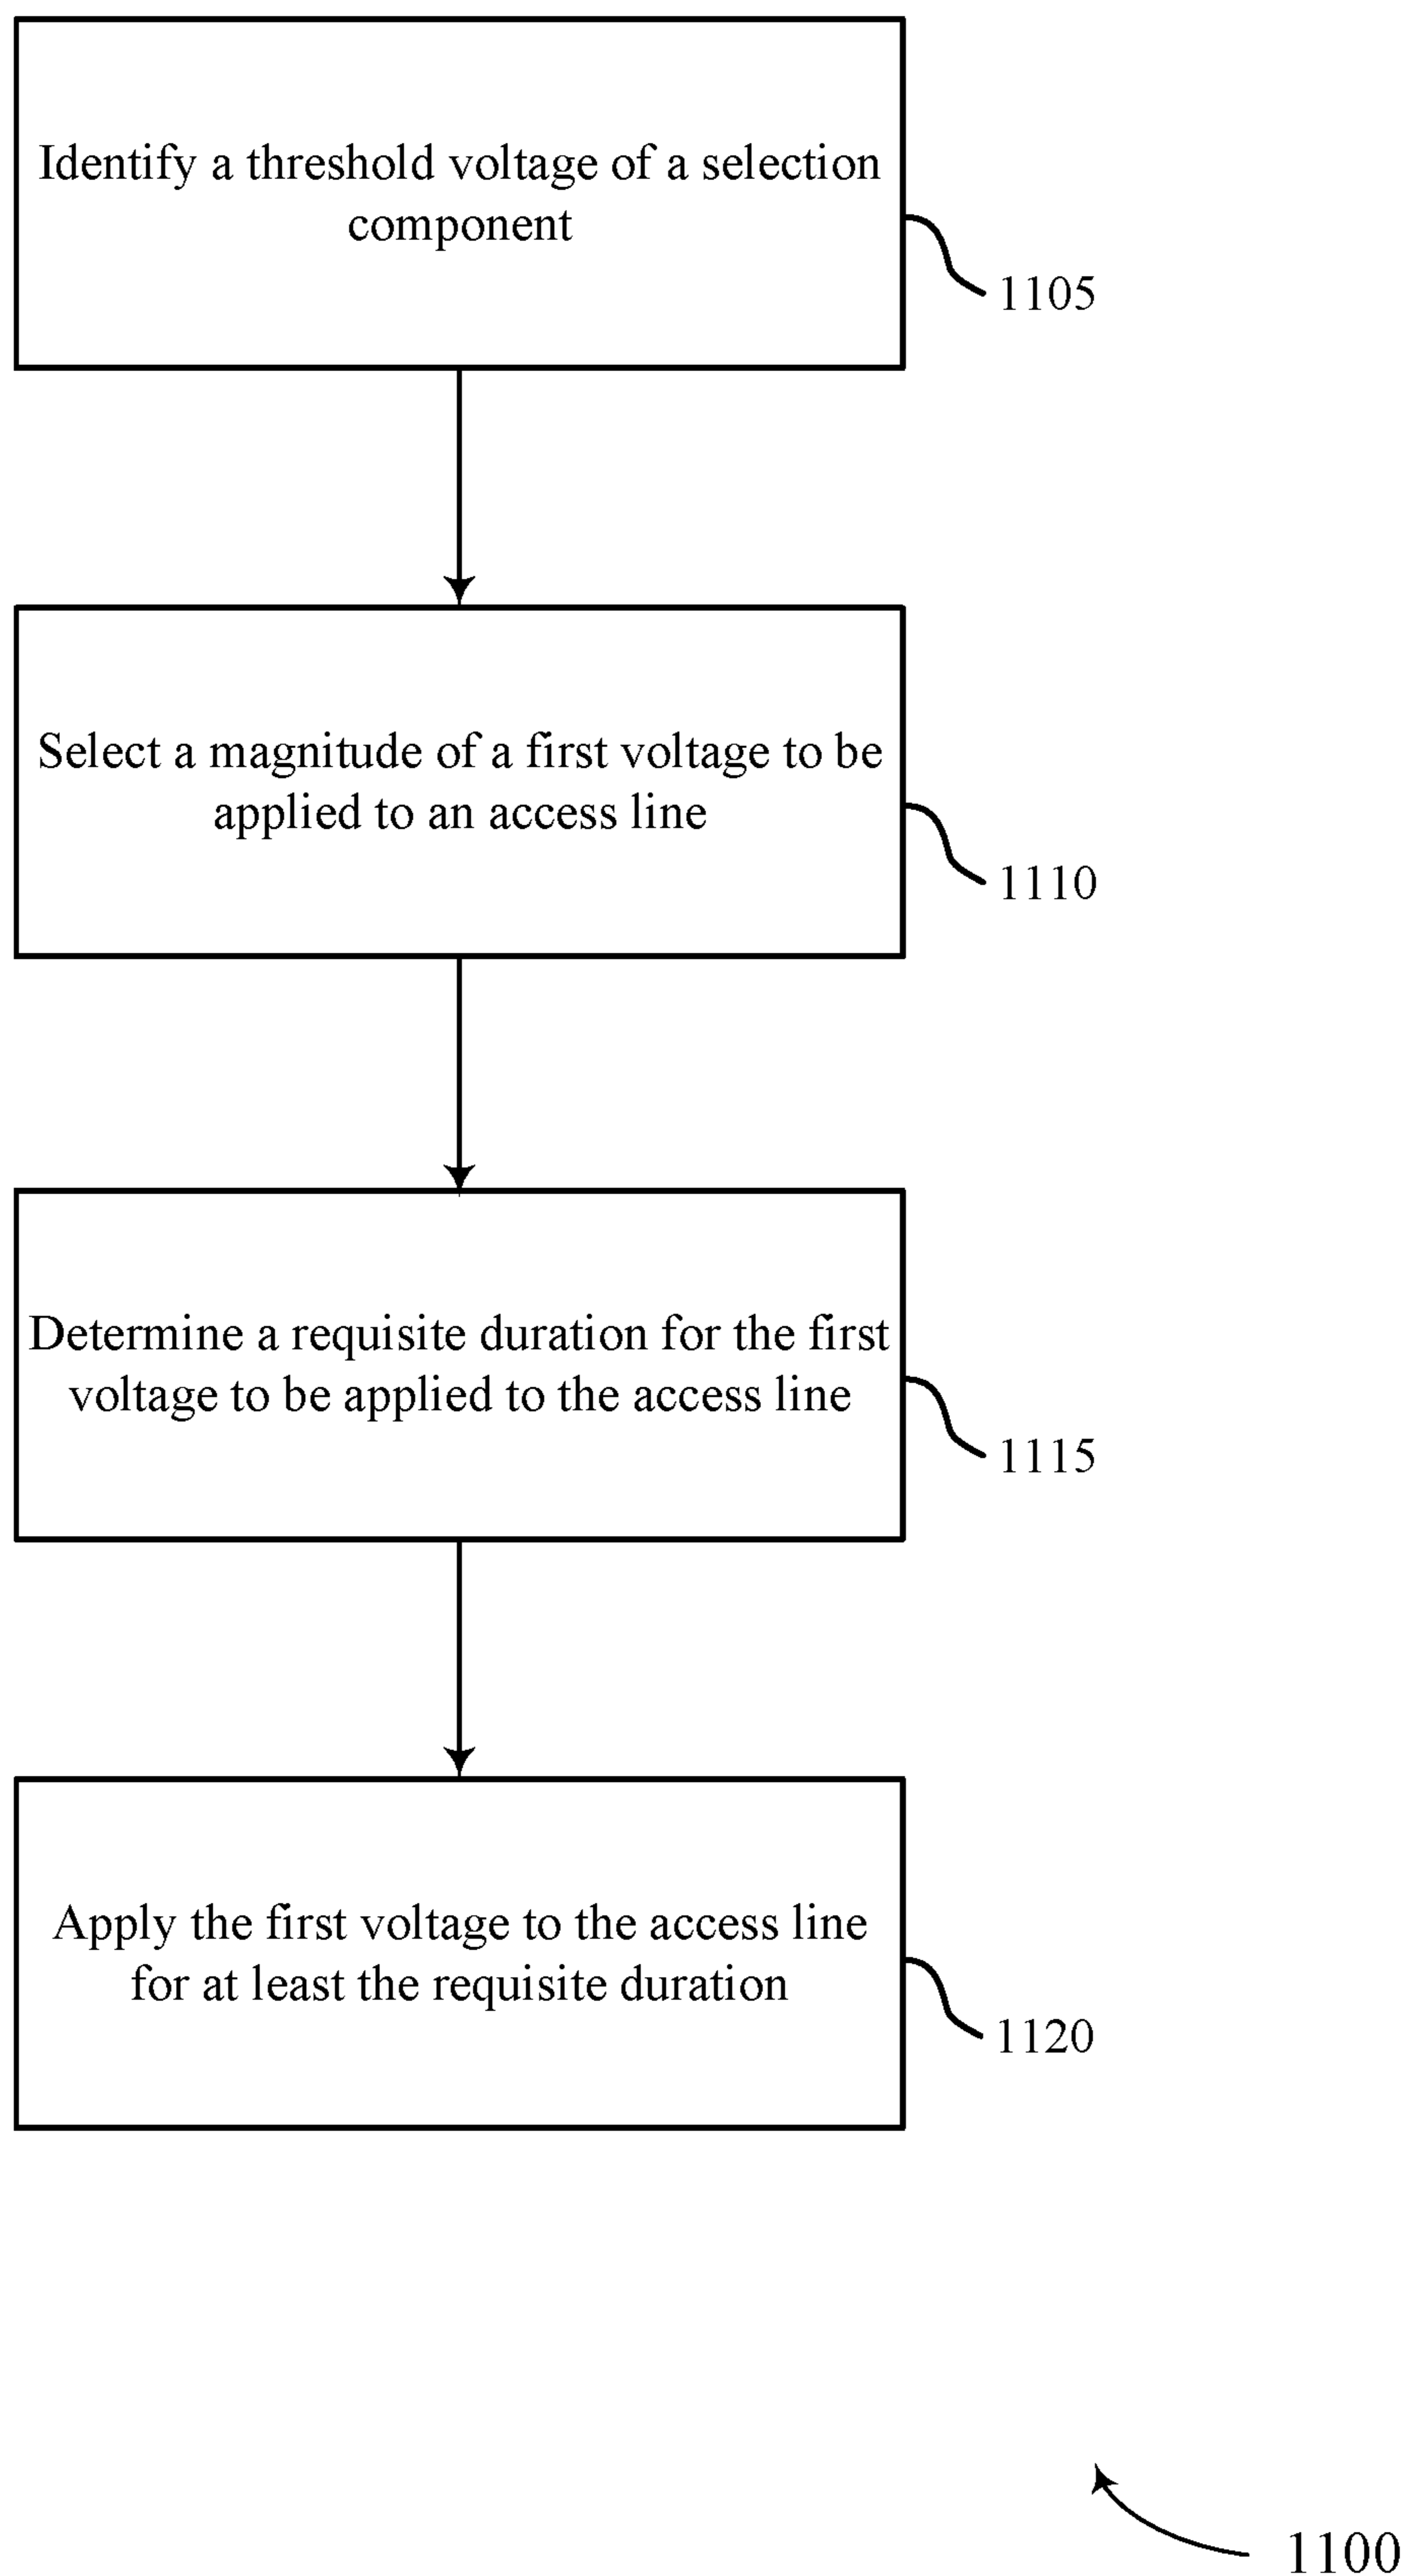 Identify a threshold voltage of a selection
component
1105
Select a magnitude of a first voltage to be
applied to an access line
1110
Determine a requisite duration for the first
voltage to be applied to the access line
1115
Apply the first voltage to the access line
for at least the requisite duration
1120
1100